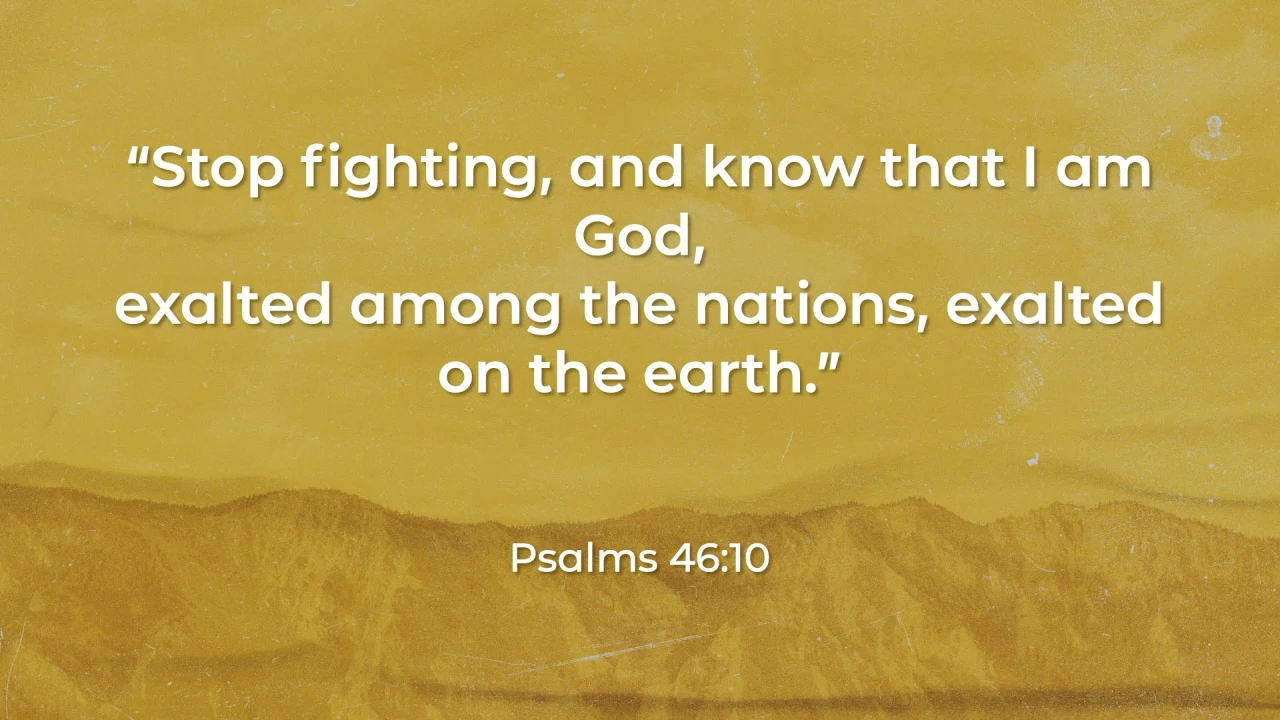 “Stop fighting, and know that I am
God,
exalted among the nations, exalted
on the earth.”
Psalms 46:10